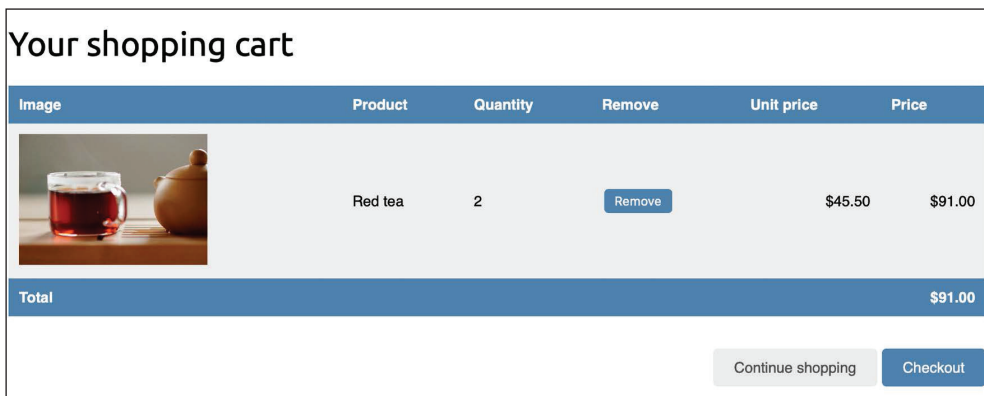 Your shopping cart
Image Product Quantity Remove Unit price Price
Red tea 2 Remove $45.50 $91.00
Total $91.00
Continue shopping Checkout